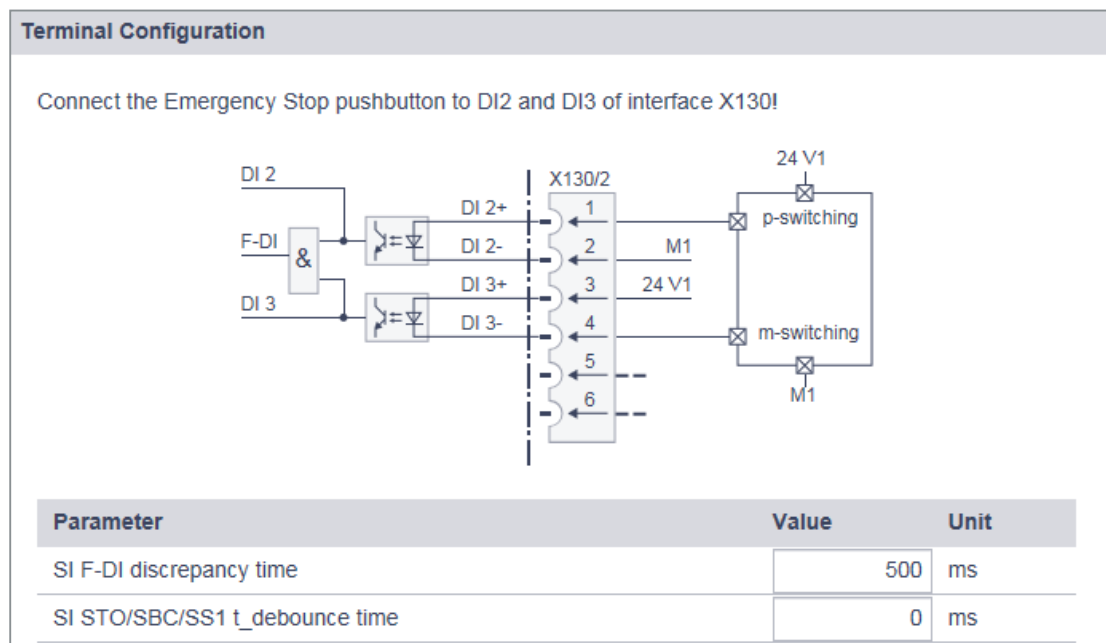 Terminal Configuration
Connect the Emergency Stop pushbutton to DI2 and DI3 of interface X130!
24 V1
DI 2
X130/2
DI 2+
1
p-switching
F-DI
&
DI 2-
2
M1
DI 3+
3
24 V1
DI 3
DI 3-
4
m-switching
5
M1
6
Parameter Value Unit
SI F-DI discrepancy time 500 ms
SI STO/SBC/SS1 t_debounce time 0 ms